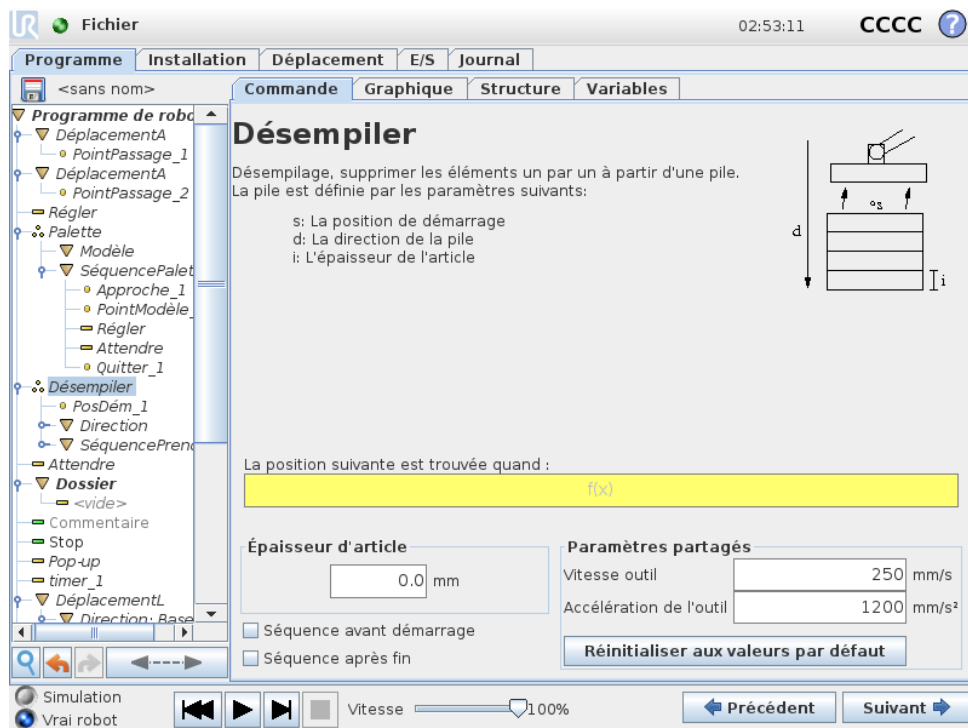 UR Fichier 02:53:11 CCCC ?
Programme Installation Déplacement E/S Journal
<sans nom>
Commande Graphique Structure Variables
Programme de robo
DéplacementA
PointPassage_1
DéplacementA
PointPassage_2
Régler
Palette
Modèle
SéquencePalet
Approche_1
PointModèle_
Régler
Attendre
Quitter_1
Désempiler
PosDém_1
Direction
SéquencePren
Attendre
Dossier
<vide>
Commentaire
Stop
Pop-up
timer_1
DéplacementL
Direction: Base
Désempiler
Désempilage, supprimer les éléments un par un à partir d'une pile.
La pile est définie par les paramètres suivants:
s: La position de démarrage
d: La direction de la pile
i: L'épaisseur de l'article
s
d
i
La position suivante est trouvée quand :
f(x)
Épaisseur d'article
0.0 mm
Séquence avant démarrage
Séquence après fin
Paramètres partagés
Vitesse outil 250 mm/s
Accélération de l'outil 1200 mm/s²
Réinitialiser aux valeurs par défaut
Simulation
Vrai robot
Vitesse 100%
Précédent Suivant